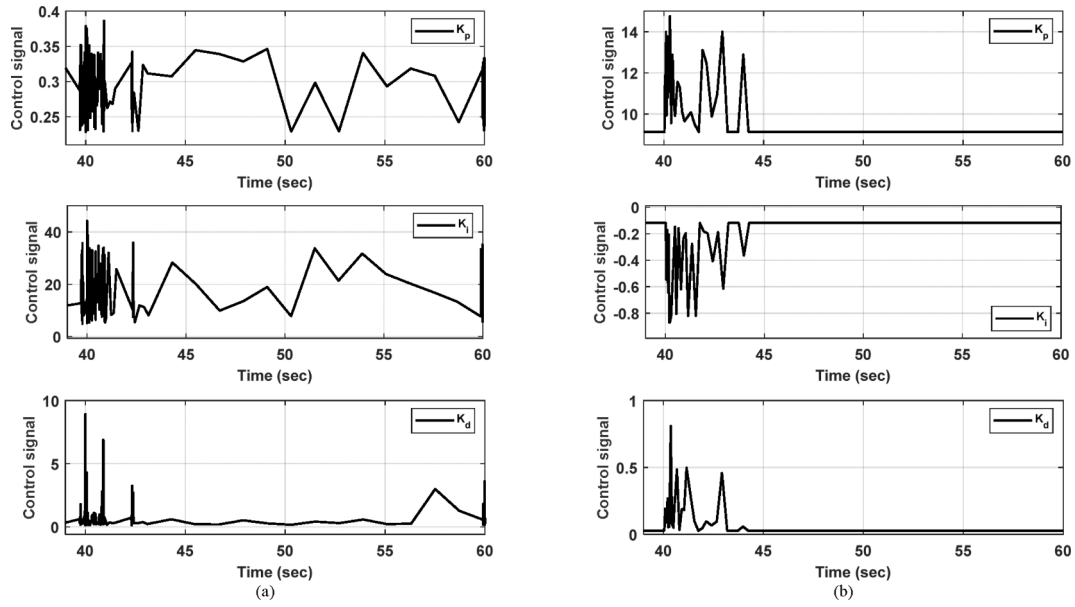 0.4
0.35
0.3
0.25
Control signal
K_p
40 45 50 55 60
Time (sec)
40
20
0
Control signal
K_i
40 45 50 55 60
Time (sec)
10
5
0
Control signal
K_d
40 45 50 55 60
Time (sec)
(a)
14
12
10
Control signal
K_p
40 45 50 55 60
Time (sec)
0
-0.2
-0.4
-0.6
-0.8
Control signal
K_i
40 45 50 55 60
Time (sec)
1
0.5
0
Control signal
K_d
40 45 50 55 60
Time (sec)
(b)